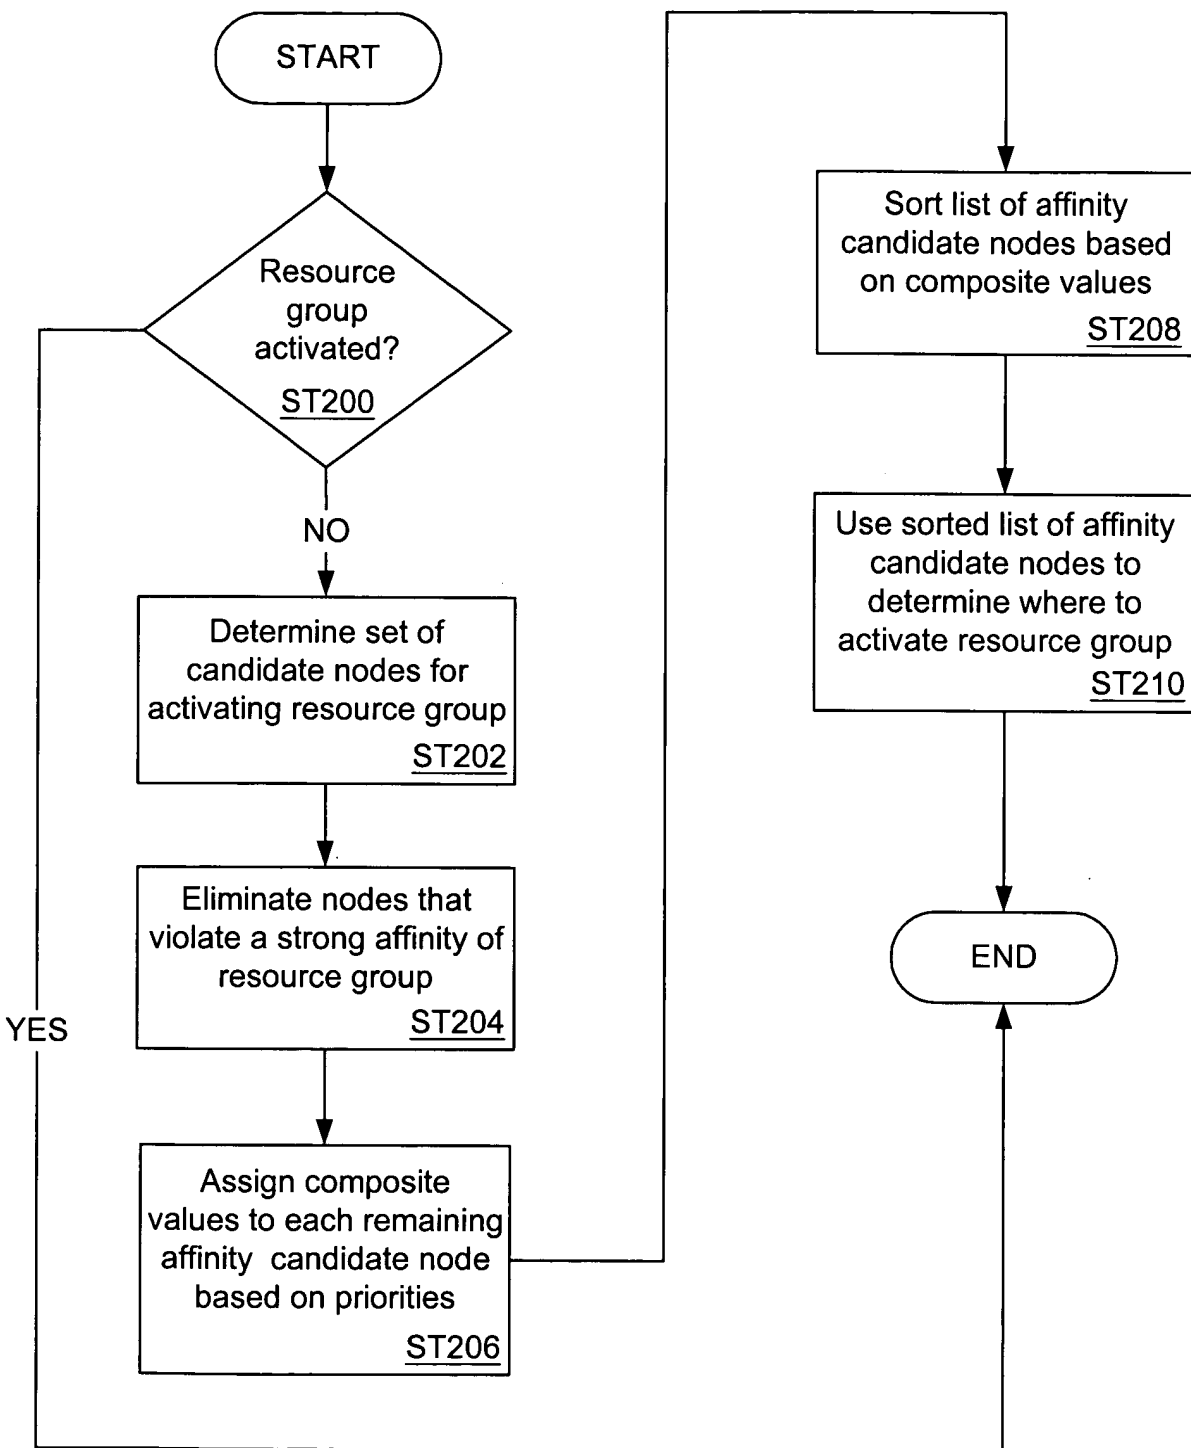 START
Resource
group
activated?
ST200
NO
YES
Determine set of
candidate nodes for
activating resource group
ST202
Eliminate nodes that
violate a strong affinity of
resource group
ST204
Assign composite
values to each remaining
affinity candidate node
based on priorities
ST206
Sort list of affinity
candidate nodes based
on composite values
ST208
Use sorted list of affinity
candidate nodes to
determine where to
activate resource group
ST210
END